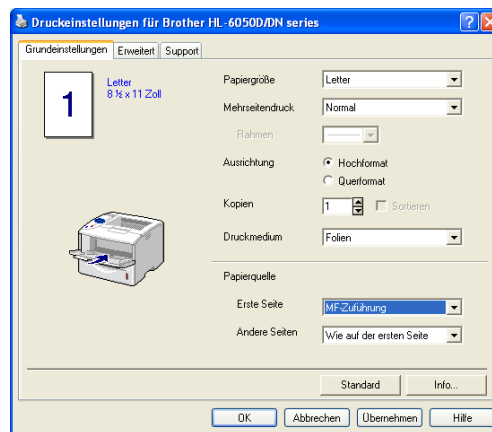 Druckeinstellungen für Brother HL-6050D/DN series
Grundeinstellungen Erweitert Support
1
Letter
8 ½ x 11 Zoll
Papiergröße Letter
Mehrseitendruck Normal
Rahmen
Ausrichtung Hochformat
Querformat
Kopien 1 Sortieren
Druckmedium Folien
Papierquelle
Erste Seite MF-Zuführung
Andere Seiten Wie auf der ersten Seite
Standard Info...
OK Abbrechen Übernehmen Hilfe